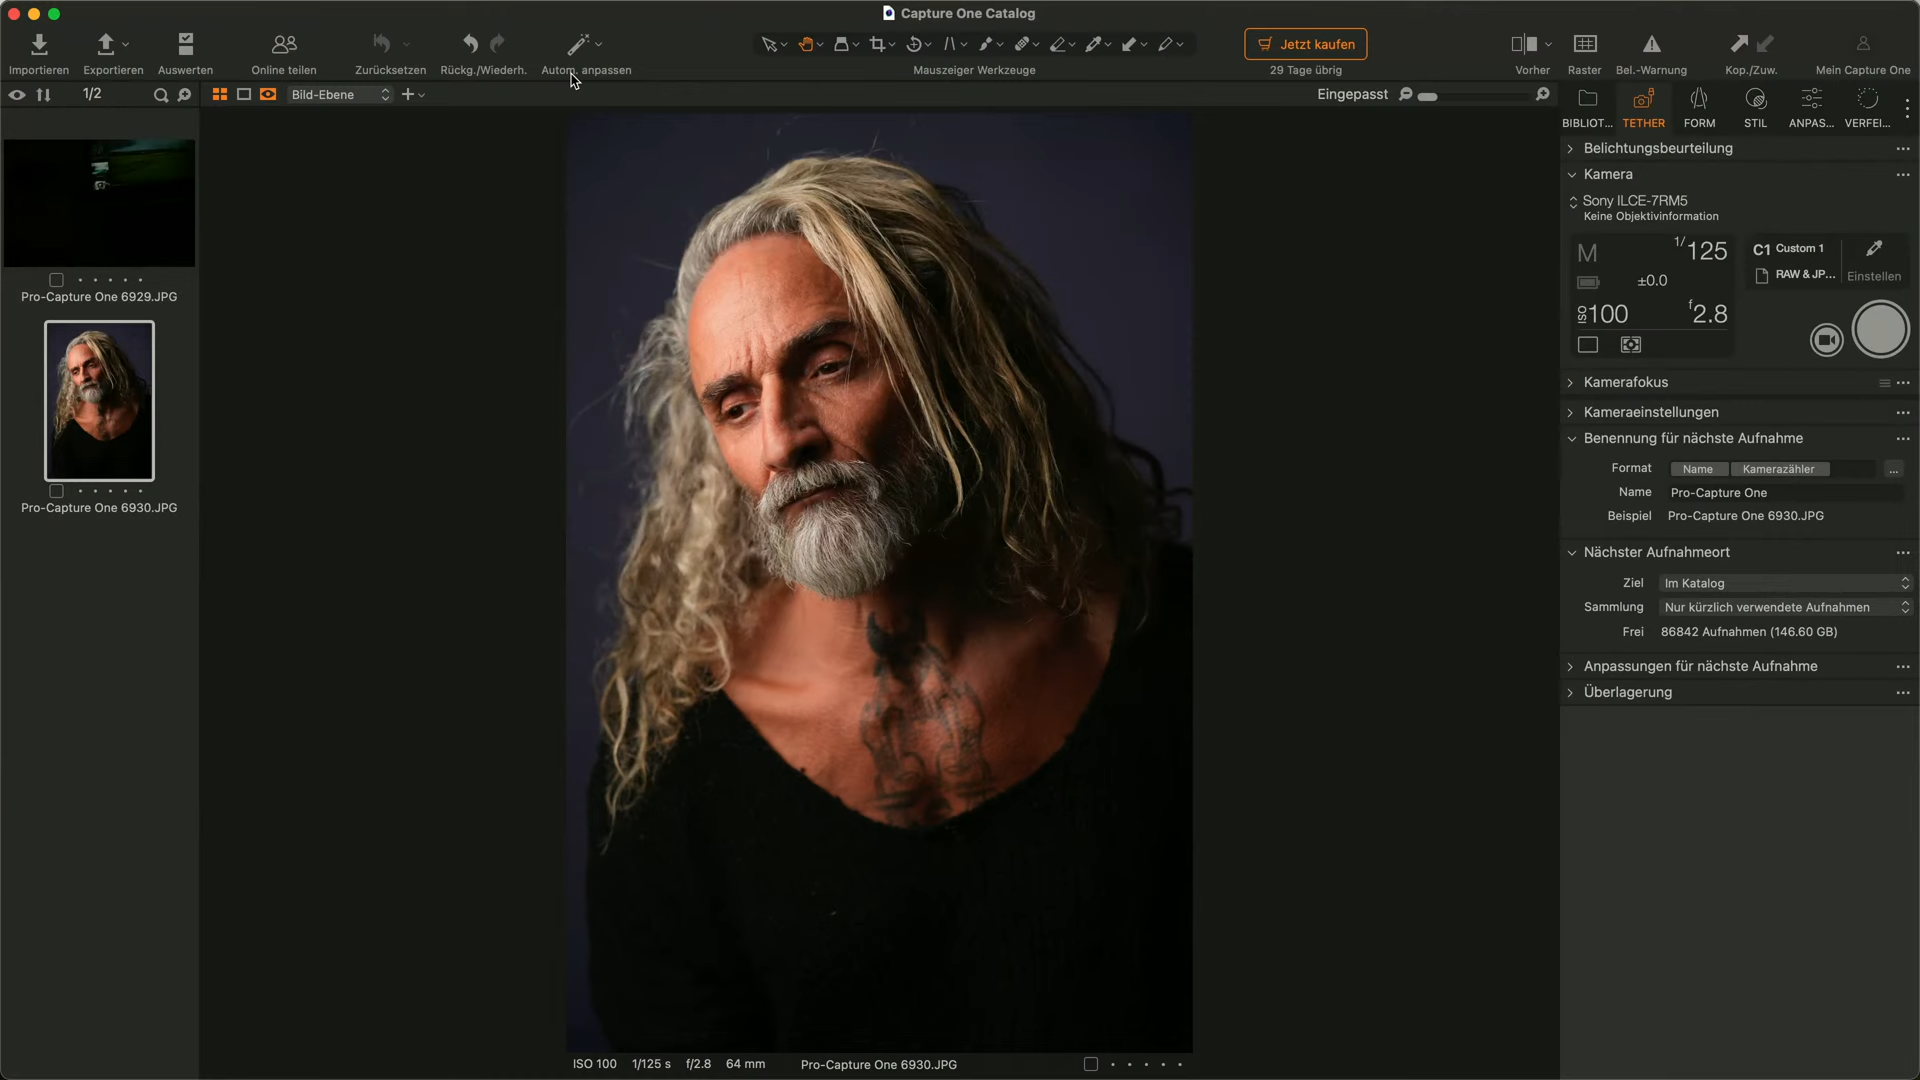 Capture One Catalog
Importieren Exportieren Auswerten Online teilen Zurücksetzen Rückg./Wiederh. Autom. anpassen Mauszeiger Werkzeuge Jetzt kaufen
29 Tage übrig
Vorher Raster Bel.-Warnung Kop./Zuw. Mein Capture One
1/2 Bild-Ebene Eingepasst
BIBLIOT... TETHER FORM STIL ANPAS... VERFEI...
Pro-Capture One 6929.JPG
Pro-Capture One 6930.JPG
ISO 100 1/125 s f/2.8 64 mm Pro-Capture One 6930.JPG
Belichtungsbeurteilung
Kamera
Sony ILCE-7RM5
Keine Objektivinformation
M 1/125 C1 Custom 1
±0.0 RAW & JP... Einstellen
ISO 100 f2.8
Kamerafokus
Kameraeinstellungen
Benennung für nächste Aufnahme
Format Name Kamerazähler ...
Name Pro-Capture One
Beispiel Pro-Capture One 6930.JPG
Nächster Aufnahmeort
Ziel Im Katalog
Sammlung Nur kürzlich verwendete Aufnahmen
Frei 86842 Aufnahmen (146.60 GB)
Anpassungen für nächste Aufnahme
Überlagerung